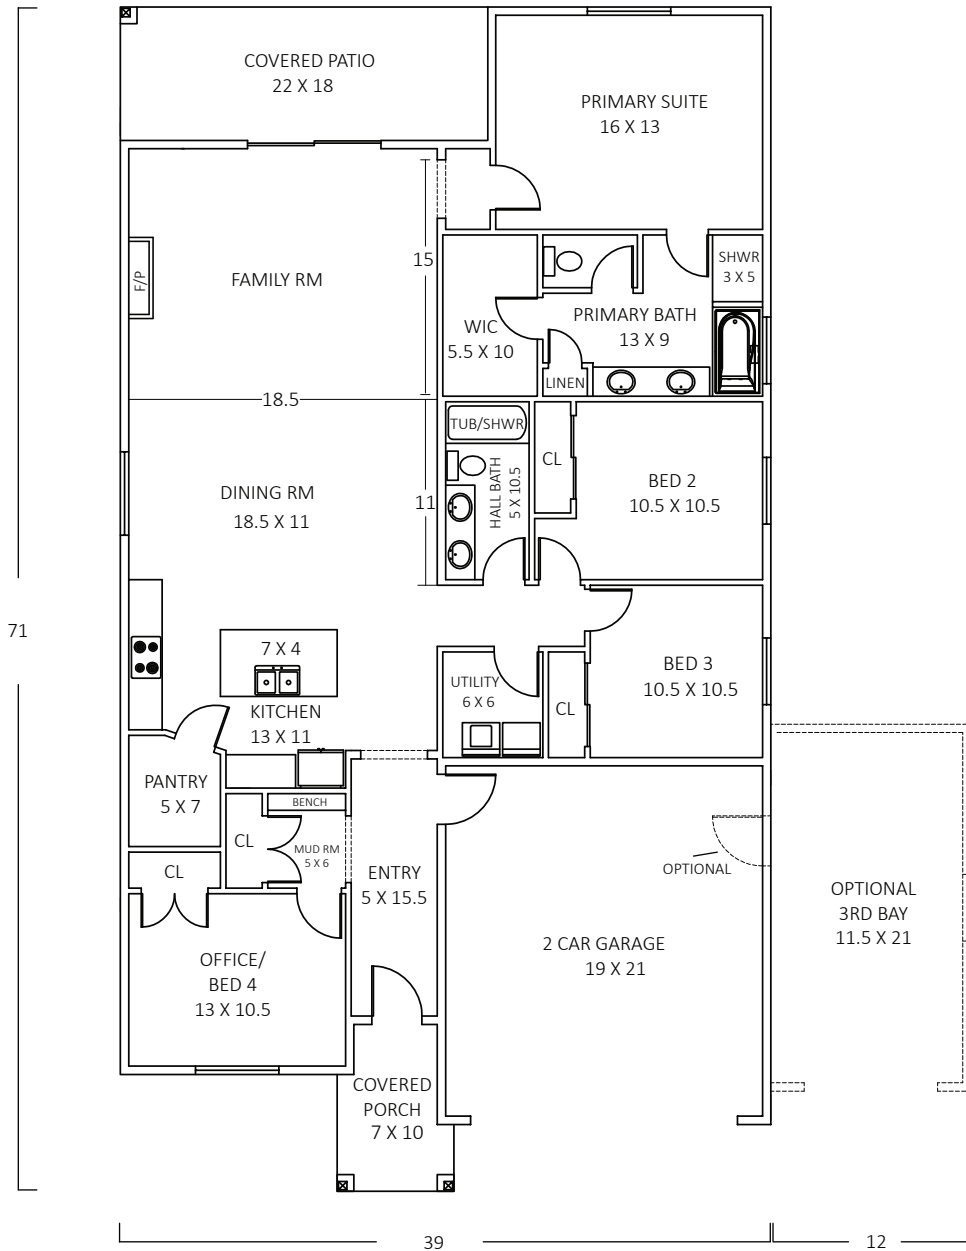 COVERED PATIO
22 X 18
PRIMARY SUITE
16 X 13
FAMILY RM
F/P
15
18.5
SHWR
3 X 5
WIC
5.5 X 10
PRIMARY BATH
13 X 9
LINEN
TUB/SHWR
HALL BATH
5 X 10.5
CL
BED 2
10.5 X 10.5
DINING RM
18.5 X 11
11
71
7 X 4
KITCHEN
13 X 11
UTILITY
6 X 6
CL
BED 3
10.5 X 10.5
PANTRY
5 X 7
BENCH
CL
MUD RM
5 X 6
CL
ENTRY
5 X 15.5
OPTIONAL
OPTIONAL
3RD BAY
11.5 X 21
2 CAR GARAGE
19 X 21
OFFICE/
BED 4
13 X 10.5
COVERED
PORCH
7 X 10
39
12